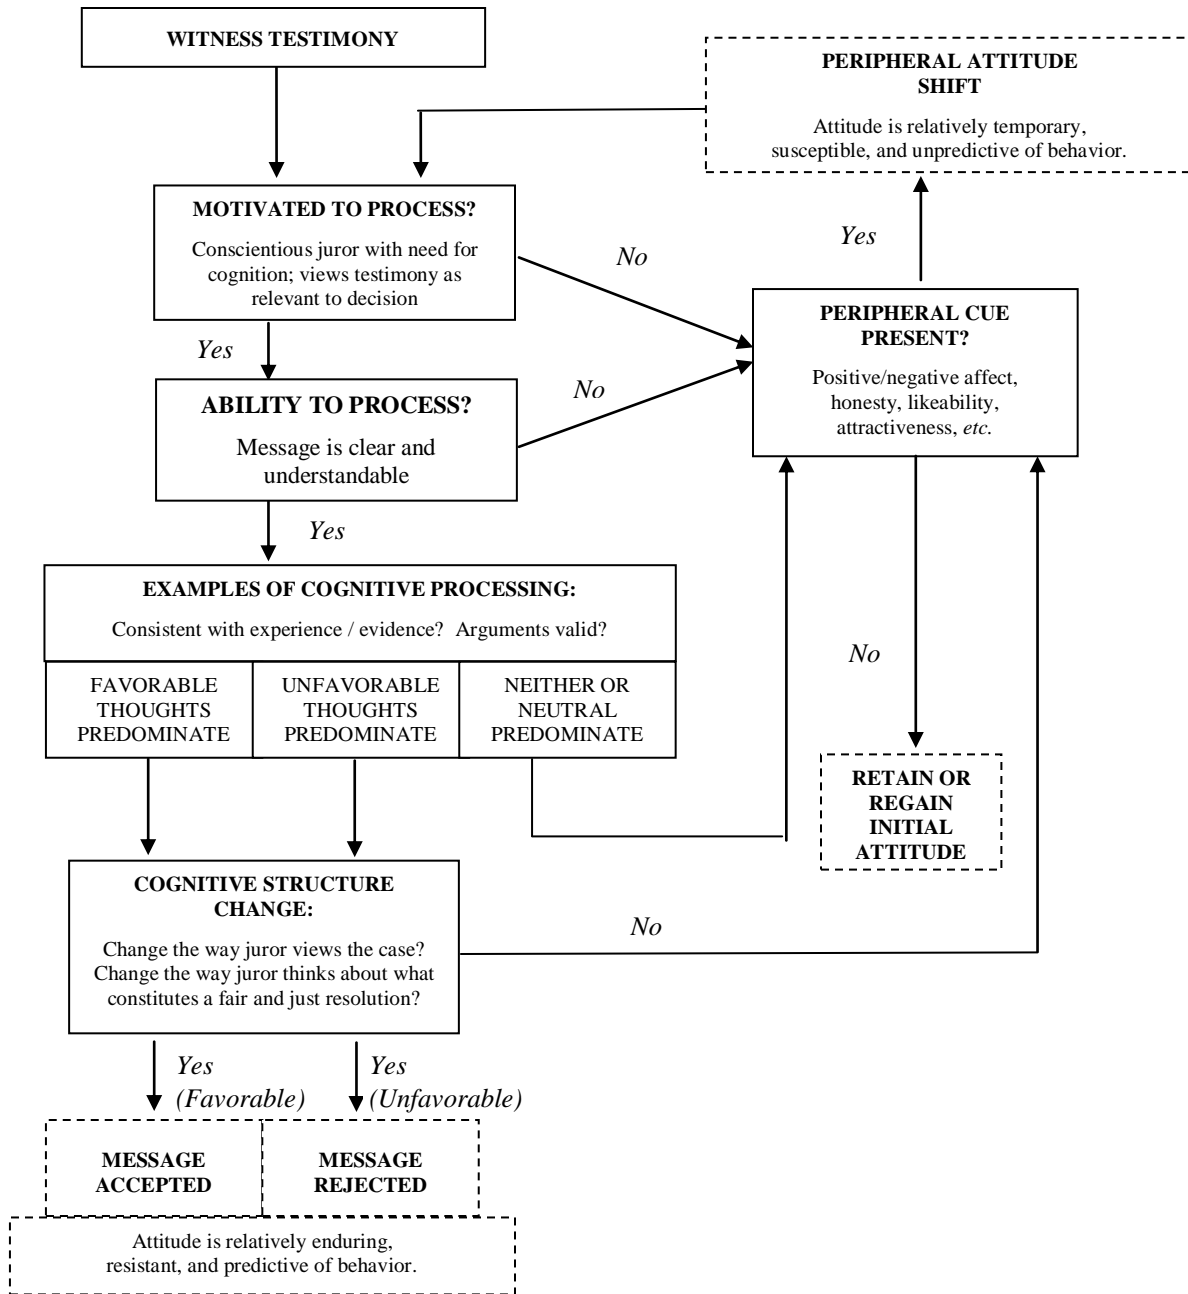 WITNESS TESTIMONY
PERIPHERAL ATTITUDE
SHIFT
Attitude is relatively temporary,
susceptible, and unpredictive of behavior.
MOTIVATED TO PROCESS?
Conscientious juror with need for
cognition; views testimony as
relevant to decision
No
Yes
PERIPHERAL CUE
PRESENT?
Positive/negative affect,
honesty, likeability,
attractiveness, etc.
Yes
ABILITY TO PROCESS?
Message is clear and
understandable
No
Yes
EXAMPLES OF COGNITIVE PROCESSING:
Consistent with experience / evidence?  Arguments valid?
FAVORABLE
THOUGHTS
PREDOMINATE
UNFAVORABLE
THOUGHTS
PREDOMINATE
NEITHER OR
NEUTRAL
PREDOMINATE
No
RETAIN OR
REGAIN
INITIAL
ATTITUDE
COGNITIVE STRUCTURE
CHANGE:
Change the way juror views the case?
Change the way juror thinks about what
constitutes a fair and just resolution?
No
Yes
(Favorable)
Yes
(Unfavorable)
MESSAGE
ACCEPTED
MESSAGE
REJECTED
Attitude is relatively enduring,
resistant, and predictive of behavior.